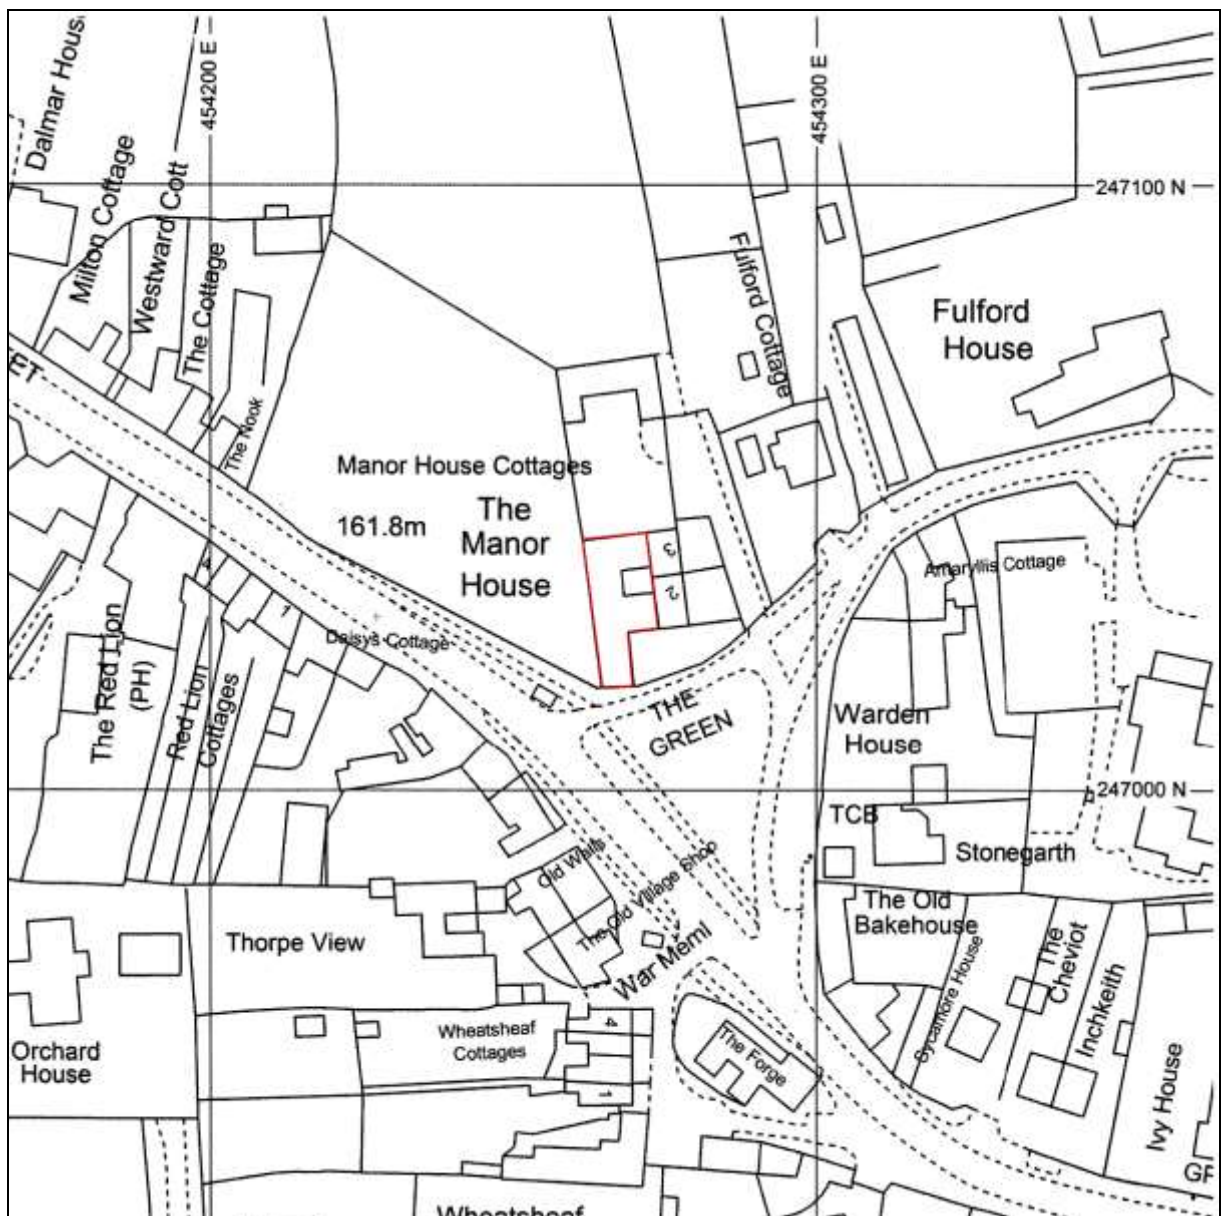 Dalmar Hous
454200 E
454300 E
247100 N
Milton Cottage
Westward Cott
The Cottage
Fulford Cottage
Fulford
House
ET
The Nook
Manor House Cottages
161.8m
The
Manor
House
3
2
Amaryllis Cottage
4
1
Daisys Cottage
The Red Lion
(PH)
Red Lion
Cottages
THE
GREEN
Warden
House
247000 N
TCB
Stonegarth
Old Walls
The Old Village Shop
The Old
Bakehouse
Thorpe View
War Meml
Sycamore House
The
Cheviot
Inchkeith
Orchard
House
Wheatsheaf
Cottages
4
1
The Forge
Ivy House
GP
Wheatsheaf